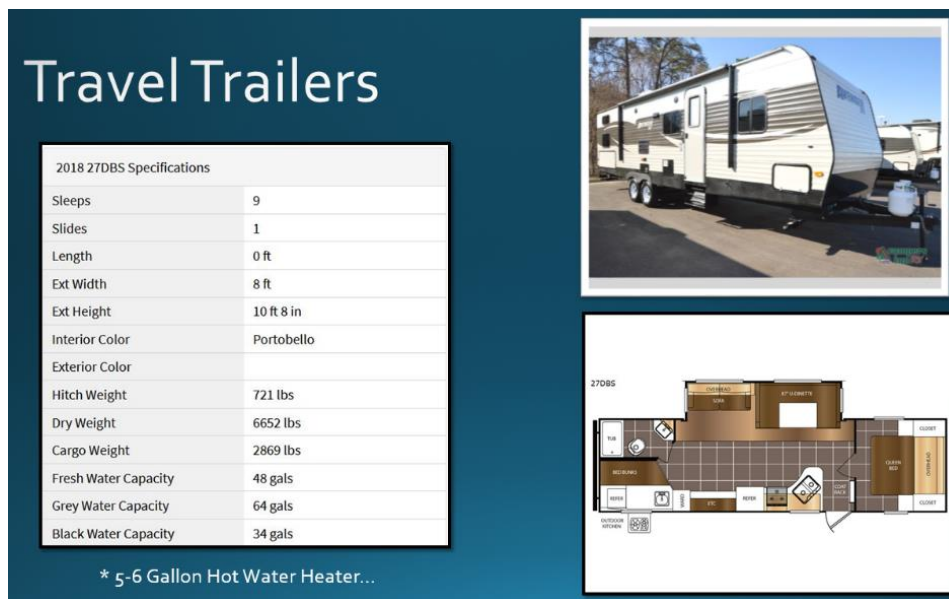 Travel Trailers
2018 27DBS Specifications
Sleeps 9
Slides 1
Length 0 ft
Ext Width 8 ft
Ext Height 10 ft 8 in
Interior Color Portobello
Exterior Color
Hitch Weight 721 lbs
Dry Weight 6652 lbs
Cargo Weight 2869 lbs
Fresh Water Capacity 48 gals
Grey Water Capacity 64 gals
Black Water Capacity 34 gals
* 5-6 Gallon Hot Water Heater...
27DBS
OVERHEAD
SOFA
TUB
BED BUNKS
REFER
OUTDOOR
KITCHEN
WARD
ETC
REFER
COAT
RACK
QUEEN
BED
CLOSET
OVERHEAD
CLOSET